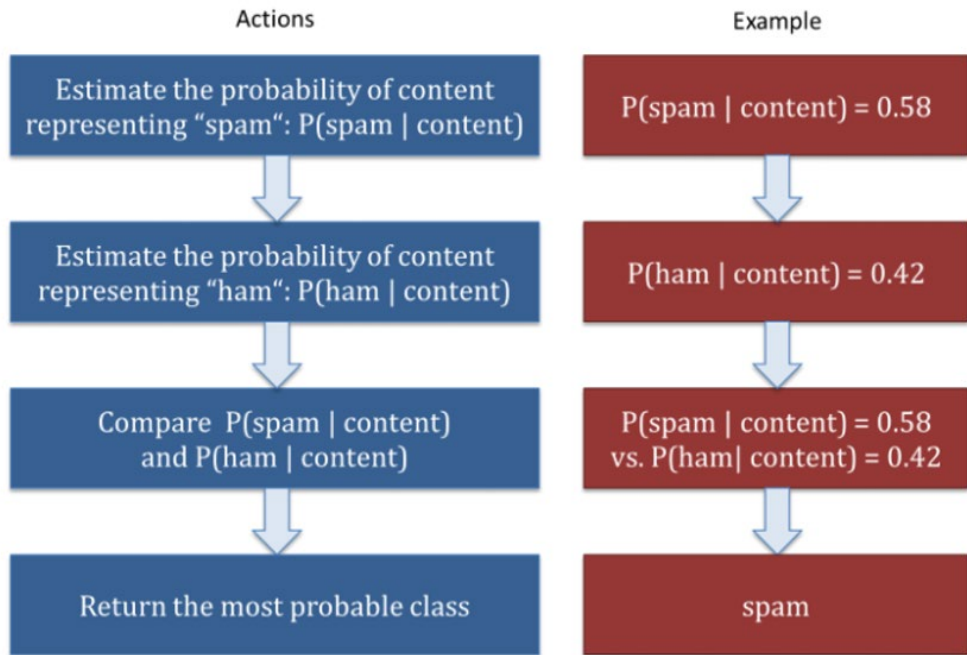 Actions
Example
Estimate the probability of content
representing “spam“: P(spam | content)
P(spam | content) = 0.58
Estimate the probability of content
representing “ham“: P(ham | content)
P(ham | content) = 0.42
Compare P(spam | content)
and P(ham | content)
P(spam | content) = 0.58
vs. P(ham| content) = 0.42
Return the most probable class
spam